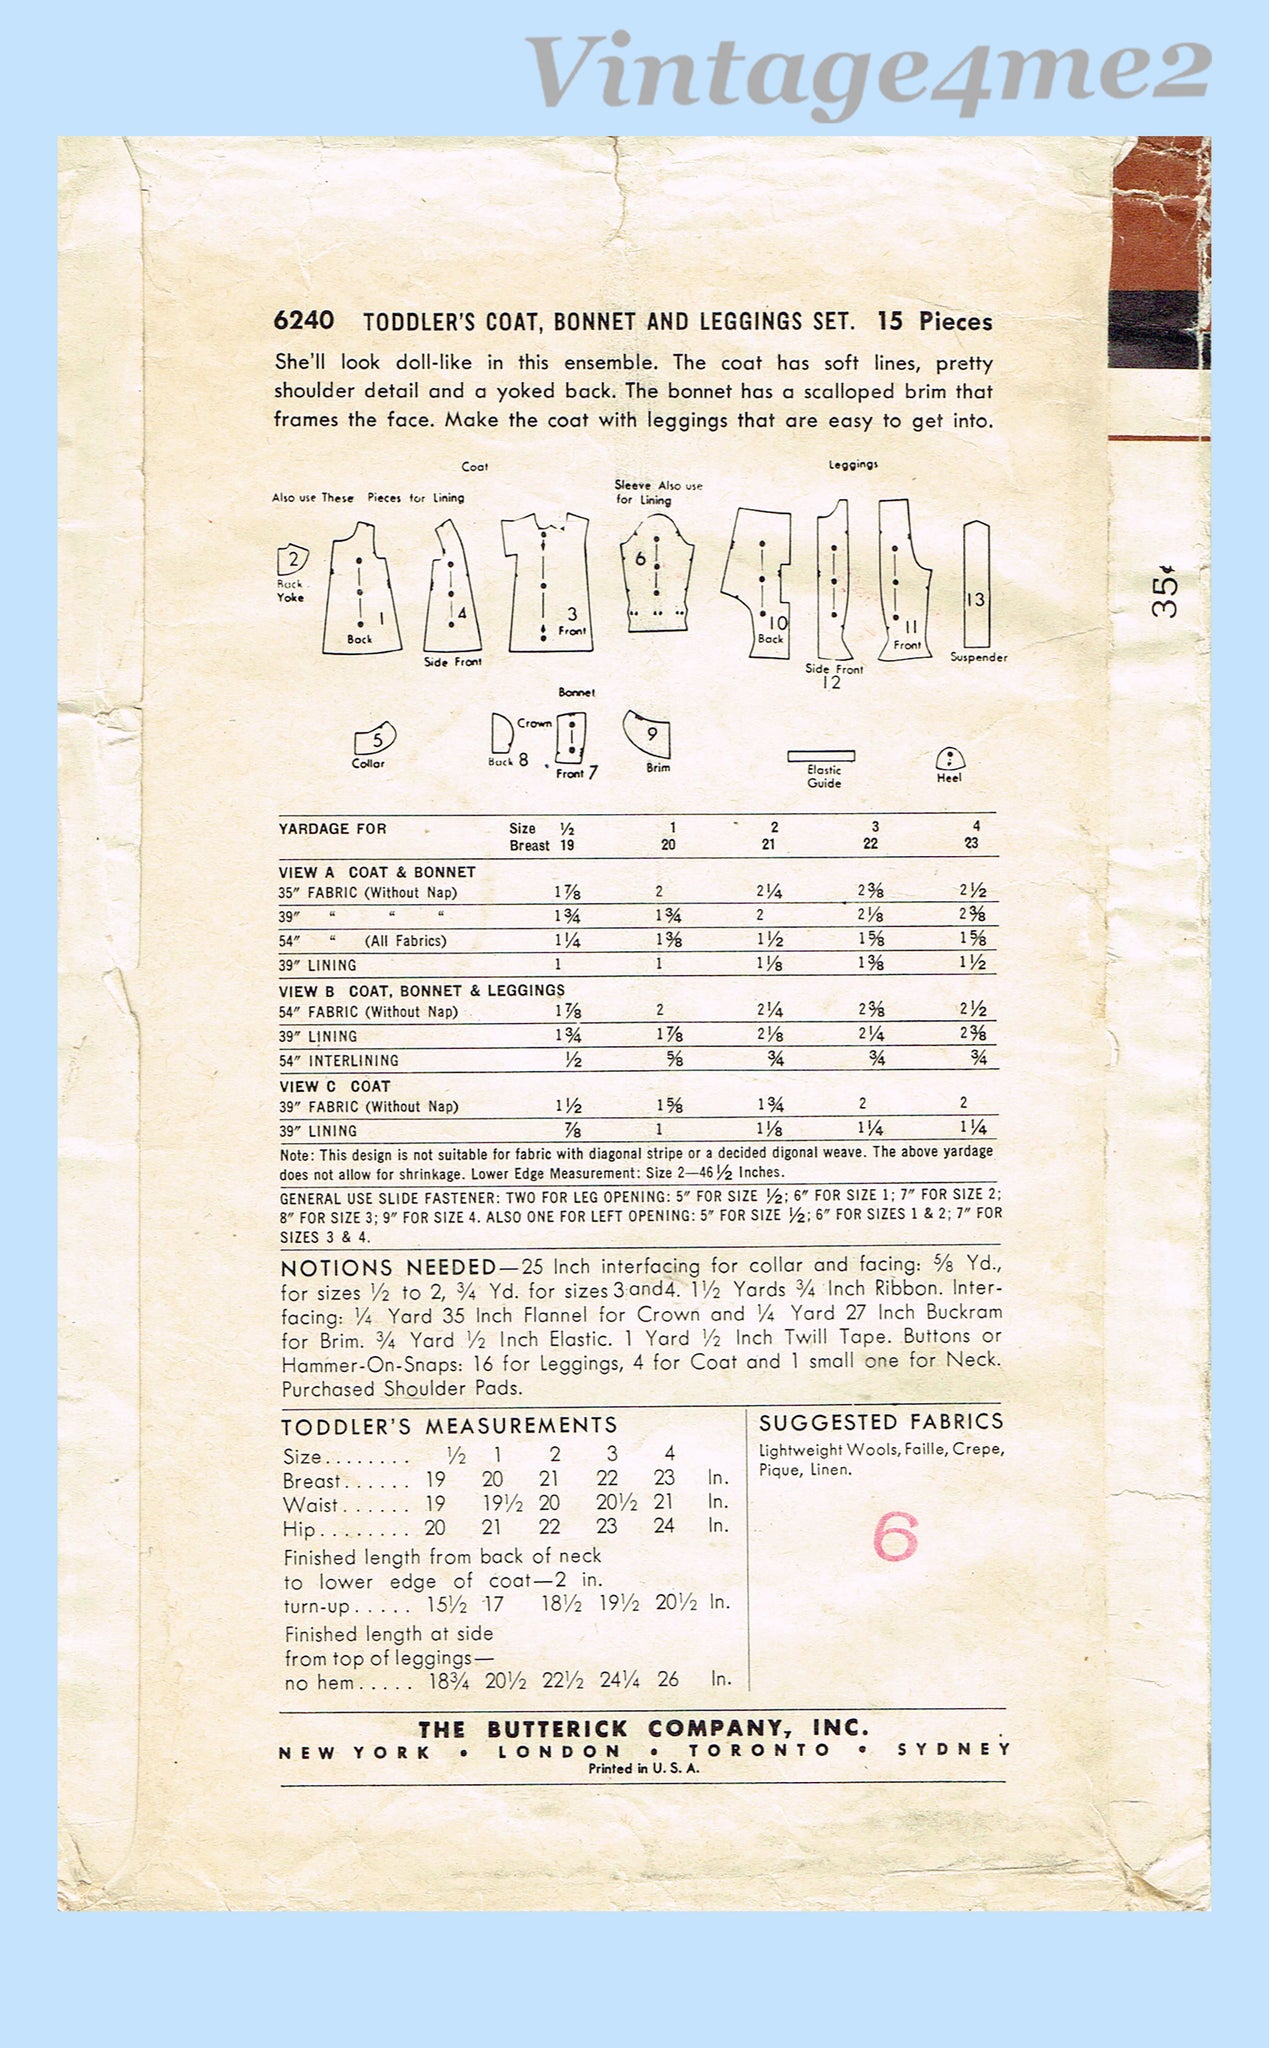 Vintage4me2
6240 TODDLER'S COAT, BONNET AND LEGGINGS SET. 15 Pieces
She'll look doll-like in this ensemble. The coat has soft lines, pretty
shoulder detail and a yoked back. The bonnet has a scalloped brim that
frames the face. Make the coat with leggings that are easy to get into.
35¢
Coat
Leggings
Also use These Pieces for Lining
Sleeve Also use
for Lining
2
Back
Yoke
1
Back
4
Side Front
3
Front
6
10
Back
Side Front
12
11
Front
13
Suspender
Bonnet
5
Collar
Crown
Back 8
Front 7
9
Brim
Elastic
Guide
Heel
YARDAGE FOR Size ½ 1 2 3 4
Breast 19 20 21 22 23
VIEW A COAT & BONNET
35" FABRIC (Without Nap) 1⅞ 2 2¼ 2⅜ 2½
39" " " " 1¾ 1¾ 2 2⅛ 2⅜
54" " (All Fabrics) 1¼ 1⅜ 1½ 1⅝ 1⅝
39" LINING 1 1 1⅛ 1⅜ 1½
VIEW B COAT, BONNET & LEGGINGS
54" FABRIC (Without Nap) 1⅞ 2 2¼ 2⅜ 2½
39" LINING 1¾ 1⅞ 2⅛ 2¼ 2⅜
54" INTERLINING ½ ⅝ ¾ ¾ ¾
VIEW C COAT
39" FABRIC (Without Nap) 1½ 1⅝ 1¾ 2 2
39" LINING ⅞ 1 1⅛ 1¼ 1¼
Note: This design is not suitable for fabric with diagonal stripe or a decided digonal weave. The above yardage
does not allow for shrinkage. Lower Edge Measurement: Size 2—46½ Inches.
GENERAL USE SLIDE FASTENER: TWO FOR LEG OPENING: 5" FOR SIZE ½; 6" FOR SIZE 1; 7" FOR SIZE 2;
8" FOR SIZE 3; 9" FOR SIZE 4. ALSO ONE FOR LEFT OPENING: 5" FOR SIZE ½; 6" FOR SIZES 1 & 2; 7" FOR
SIZES 3 & 4.
NOTIONS NEEDED—25 Inch interfacing for collar and facing: ⅝ Yd.,
for sizes ½ to 2, ¾ Yd. for sizes 3 and 4. 1½ Yards ¾ Inch Ribbon. Inter-
facing: ¼ Yard 35 Inch Flannel for Crown and ¼ Yard 27 Inch Buckram
for Brim. ¾ Yard ½ Inch Elastic. 1 Yard ½ Inch Twill Tape. Buttons or
Hammer-On-Snaps: 16 for Leggings, 4 for Coat and 1 small one for Neck.
Purchased Shoulder Pads.
TODDLER'S MEASUREMENTS
Size........ ½ 1 2 3 4
Breast...... 19 20 21 22 23 In.
Waist...... 19 19½ 20 20½ 21 In.
Hip........ 20 21 22 23 24 In.
Finished length from back of neck
to lower edge of coat—2 in.
turn-up..... 15½ 17 18½ 19½ 20½ In.
Finished length at side
from top of leggings—
no hem..... 18¾ 20½ 22½ 24¼ 26 In.
SUGGESTED FABRICS
Lightweight Wools, Faille, Crepe,
Pique, Linen.
6
THE BUTTERICK COMPANY, INC.
NEW YORK • LONDON • TORONTO • SYDNEY
Printed in U. S. A.